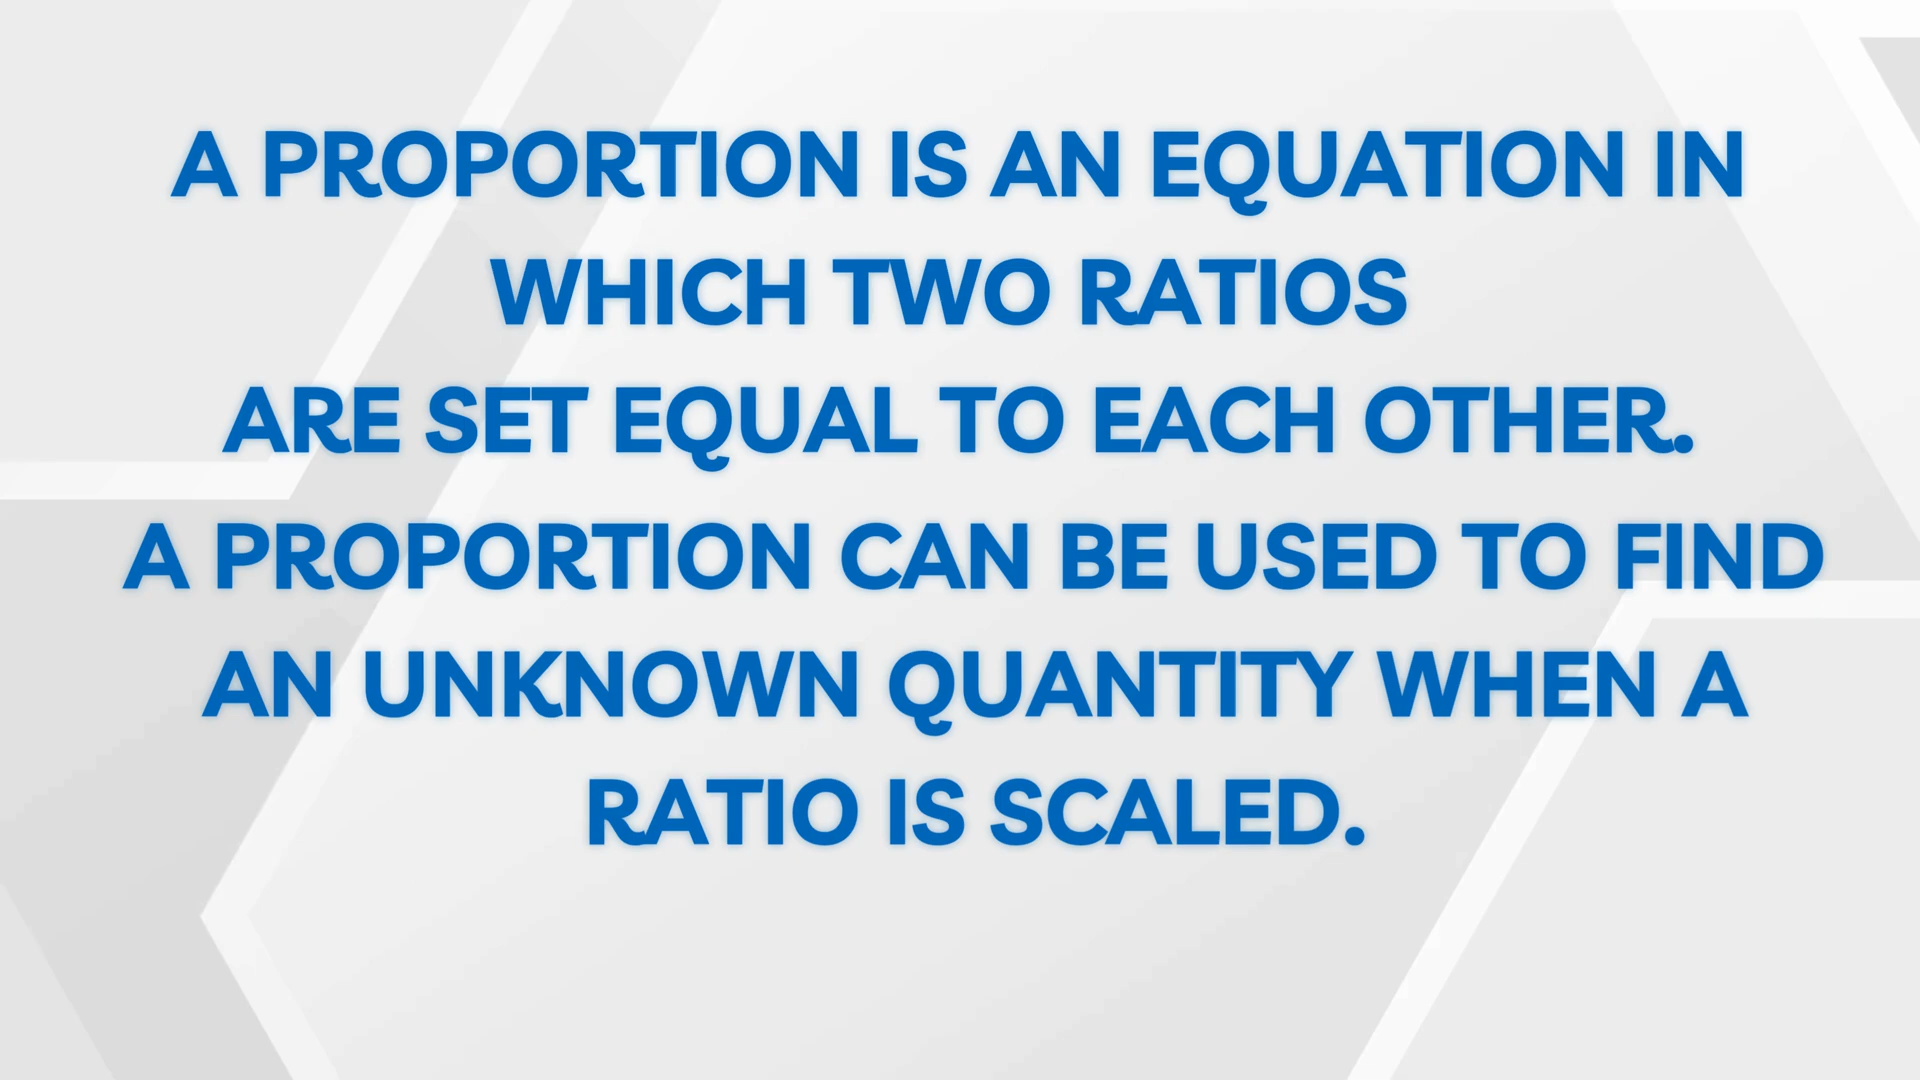 A PROPORTION IS AN EQUATION IN
WHICH TWO RATIOS
ARE SET EQUAL TO EACH OTHER.
A PROPORTION CAN BE USED TO FIND
AN UNKNOWN QUANTITY WHEN A
RATIO IS SCALED.